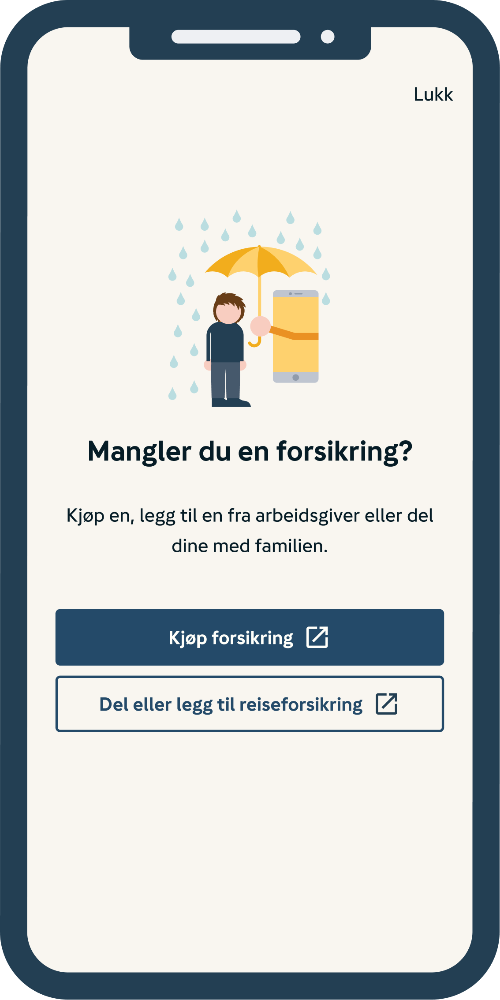 Lukk
Mangler du en forsikring?
Kjøp en, legg til en fra arbeidsgiver eller del
dine med familien.
Kjøp forsikring
Del eller legg til reiseforsikring